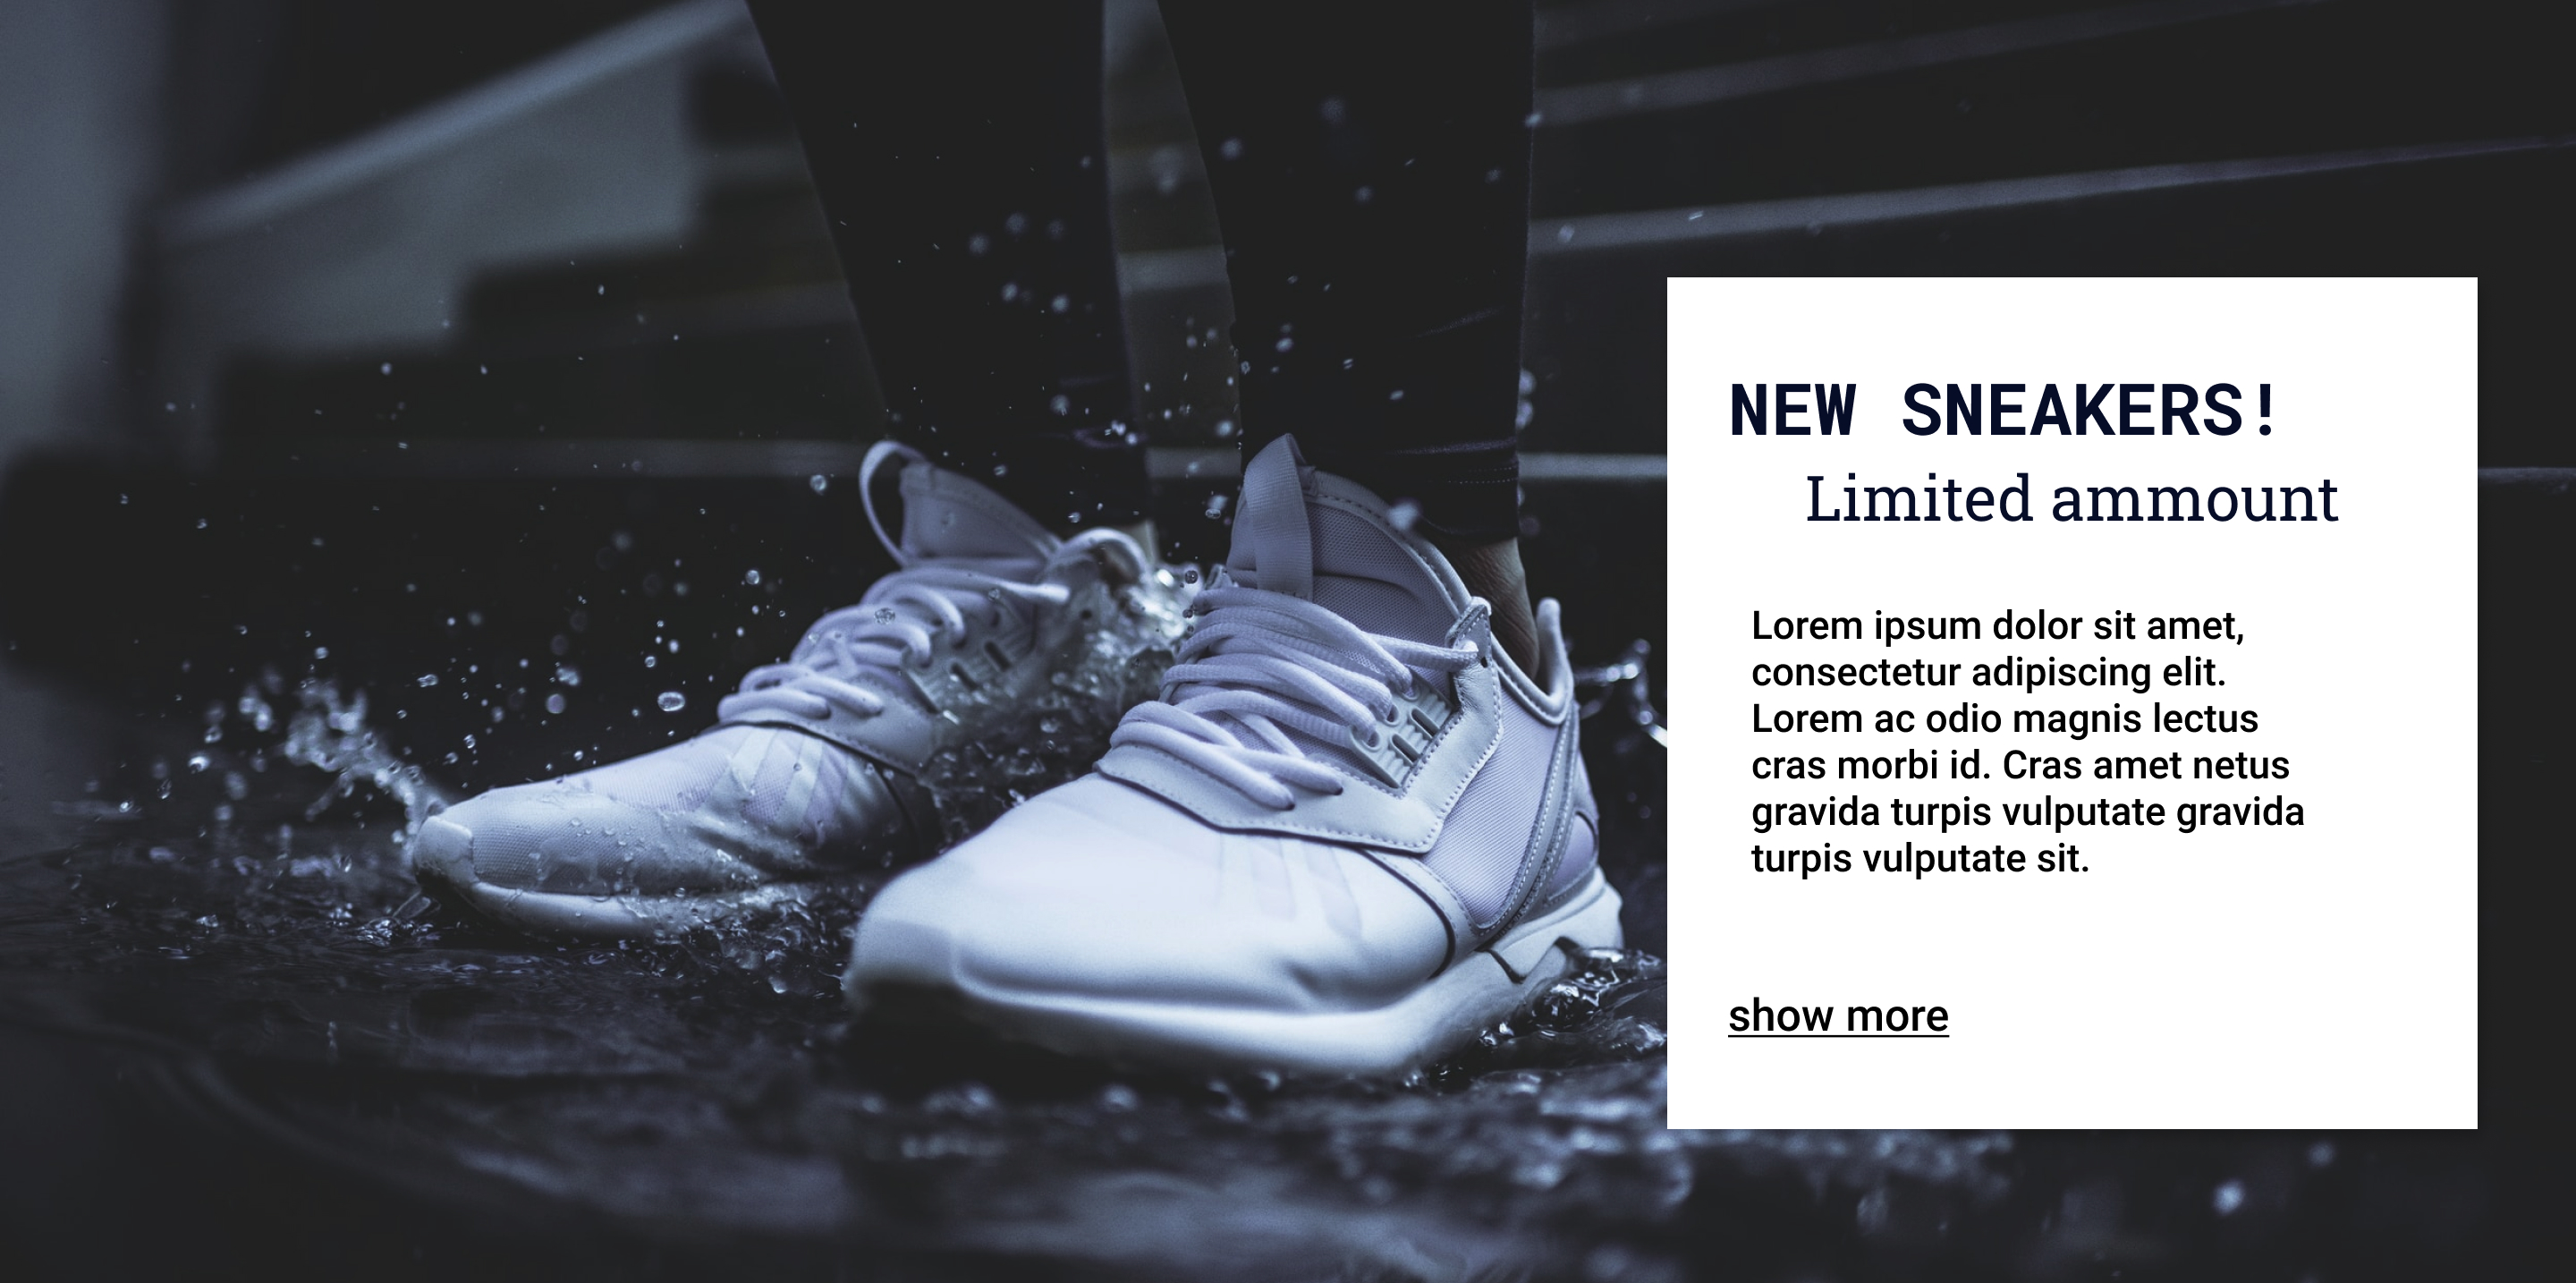 NEW SNEAKERS!
Limited ammount
Lorem ipsum dolor sit amet,
consectetur adipiscing elit.
Lorem ac odio magnis lectus
cras morbi id. Cras amet netus
gravida turpis vulputate gravida
turpis vulputate sit.
show more